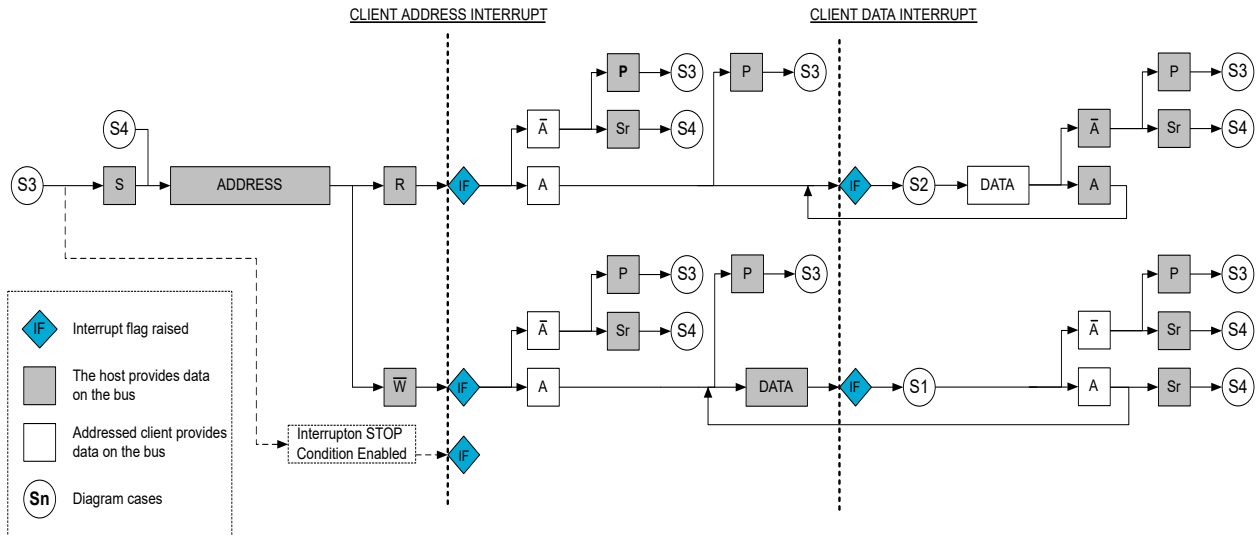 CLIENT ADDRESS INTERRUPT
CLIENT DATA INTERRUPT
P S3 P S3 P S3
S4 A̅ Sr S4 A̅ Sr S4
S3 S ADDRESS R IF A IF S2 DATA A
P S3 P S3 P S3
A̅ Sr S4 A̅ Sr S4
W̅ IF A DATA IF S1 A Sr S4
Interrupton STOP
Condition Enabled
IF
IF Interrupt flag raised
The host provides data
on the bus
Addressed client provides
data on the bus
Sn Diagram cases